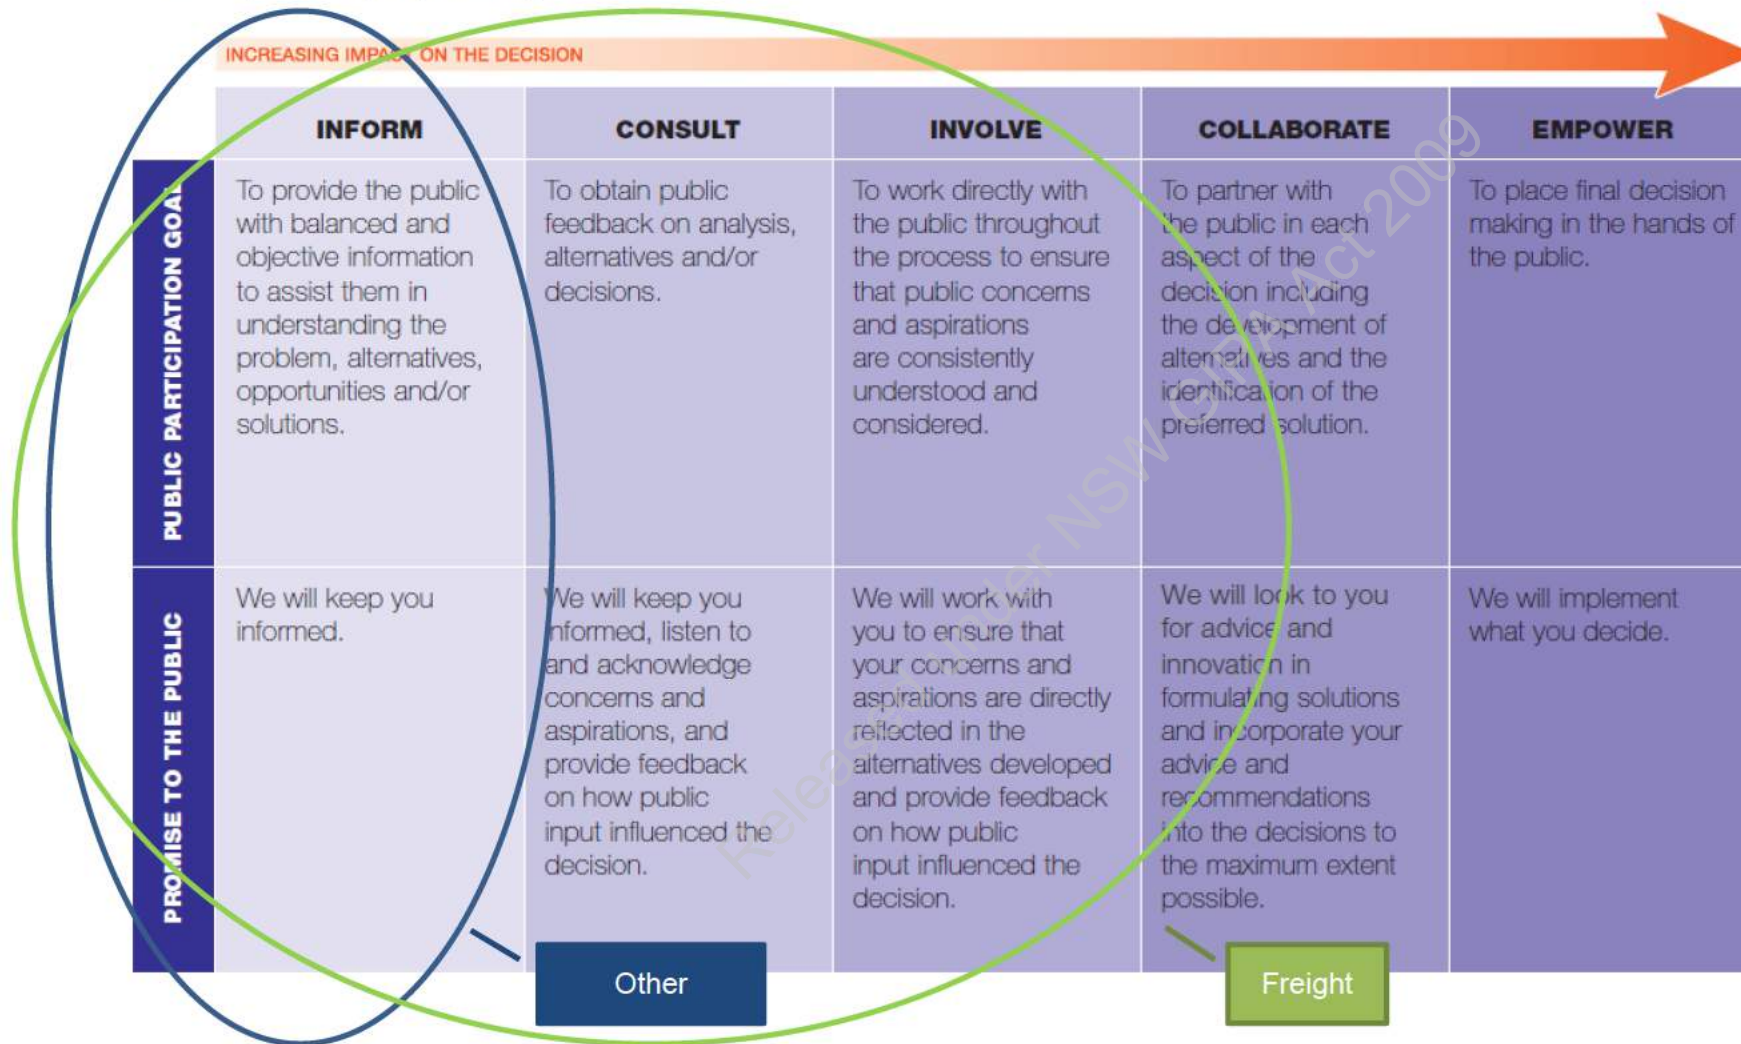 INCREASING IMPACT ON THE DECISION
INFORM
CONSULT
INVOLVE
COLLABORATE
EMPOWER
PUBLIC PARTICIPATION GOAL
To provide the public
with balanced and
objective information
to assist them in
understanding the
problem, alternatives,
opportunities and/or
solutions.
To obtain public
feedback on analysis,
alternatives and/or
decisions.
To work directly with
the public throughout
the process to ensure
that public concerns
and aspirations
are consistently
understood and
considered.
To partner with
the public in each
aspect of the
decision including
the development of
alternatives and the
identification of the
preferred solution.
To place final decision
making in the hands of
the public.
PROMISE TO THE PUBLIC
We will keep you
informed.
We will keep you
informed, listen to
and acknowledge
concerns and
aspirations, and
provide feedback
on how public
input influenced the
decision.
We will work with
you to ensure that
your concerns and
aspirations are directly
reflected in the
alternatives developed
and provide feedback
on how public
input influenced the
decision.
We will look to you
for advice and
innovation in
formulating solutions
and incorporate your
advice and
recommendations
into the decisions to
the maximum extent
possible.
We will implement
what you decide.
Other
Freight
Released under NSW GIPA Act 2009